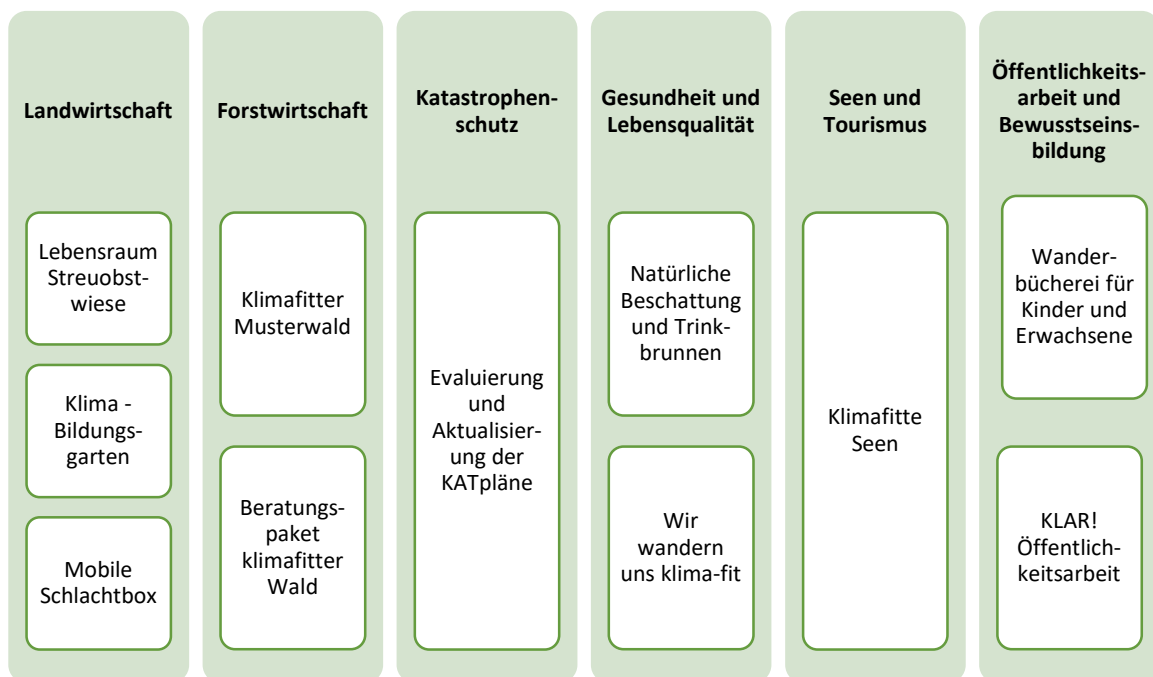 Landwirtschaft
Lebensraum
Streuobst-
wiese
Klima -
Bildungs-
garten
Mobile
Schlachtbox
Forstwirtschaft
Klimafitter
Musterwald
Beratungs-
paket
klimafitter
Wald
Katastrophen-
schutz
Evaluierung
und
Aktualisier-
ung der
KATpläne
Gesundheit und
Lebensqualität
Natürliche
Beschattung
und Trink-
brunnen
Wir
wandern
uns klima-fit
Seen und
Tourismus
Klimafitte
Seen
Öffentlichkeits-
arbeit und
Bewusstseins-
bildung
Wander-
bücherei für
Kinder und
Erwachsene
KLAR!
Öffentlich-
keitsarbeit